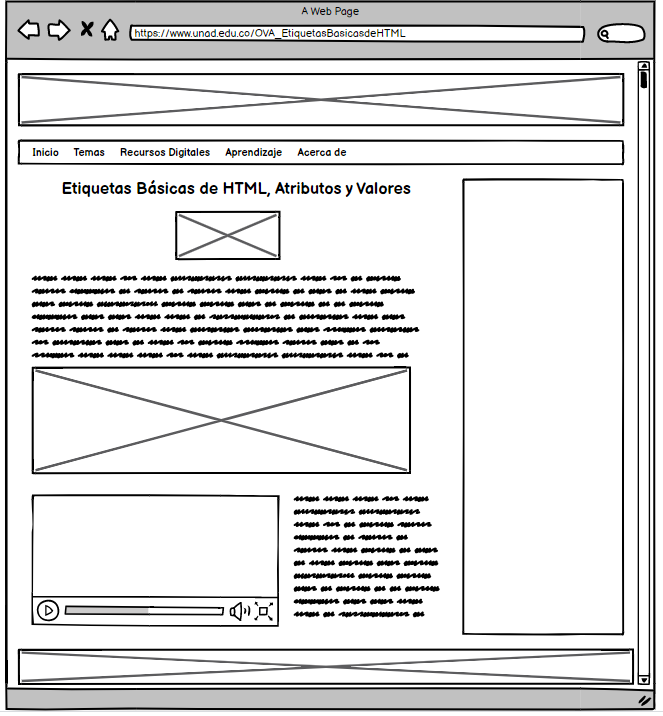 A Web Page
https://www.unad.edu.co/OVA_EtiquetasBasicasdeHTML
Inicio Temas Recursos Digitales Aprendizaje Acerca de
Etiquetas Básicas de HTML, Atributos y Valores